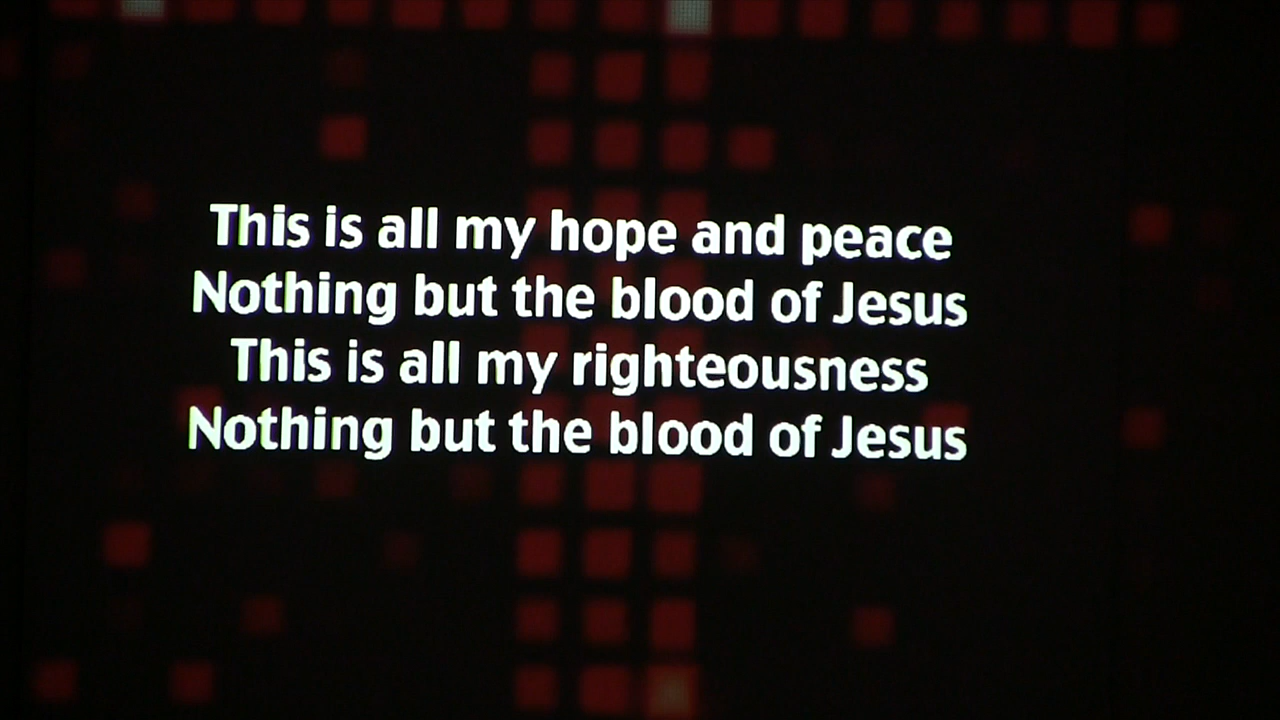 This is all my hope and peace
Nothing but the blood of Jesus
This is all my righteousness
Nothing but the blood of Jesus